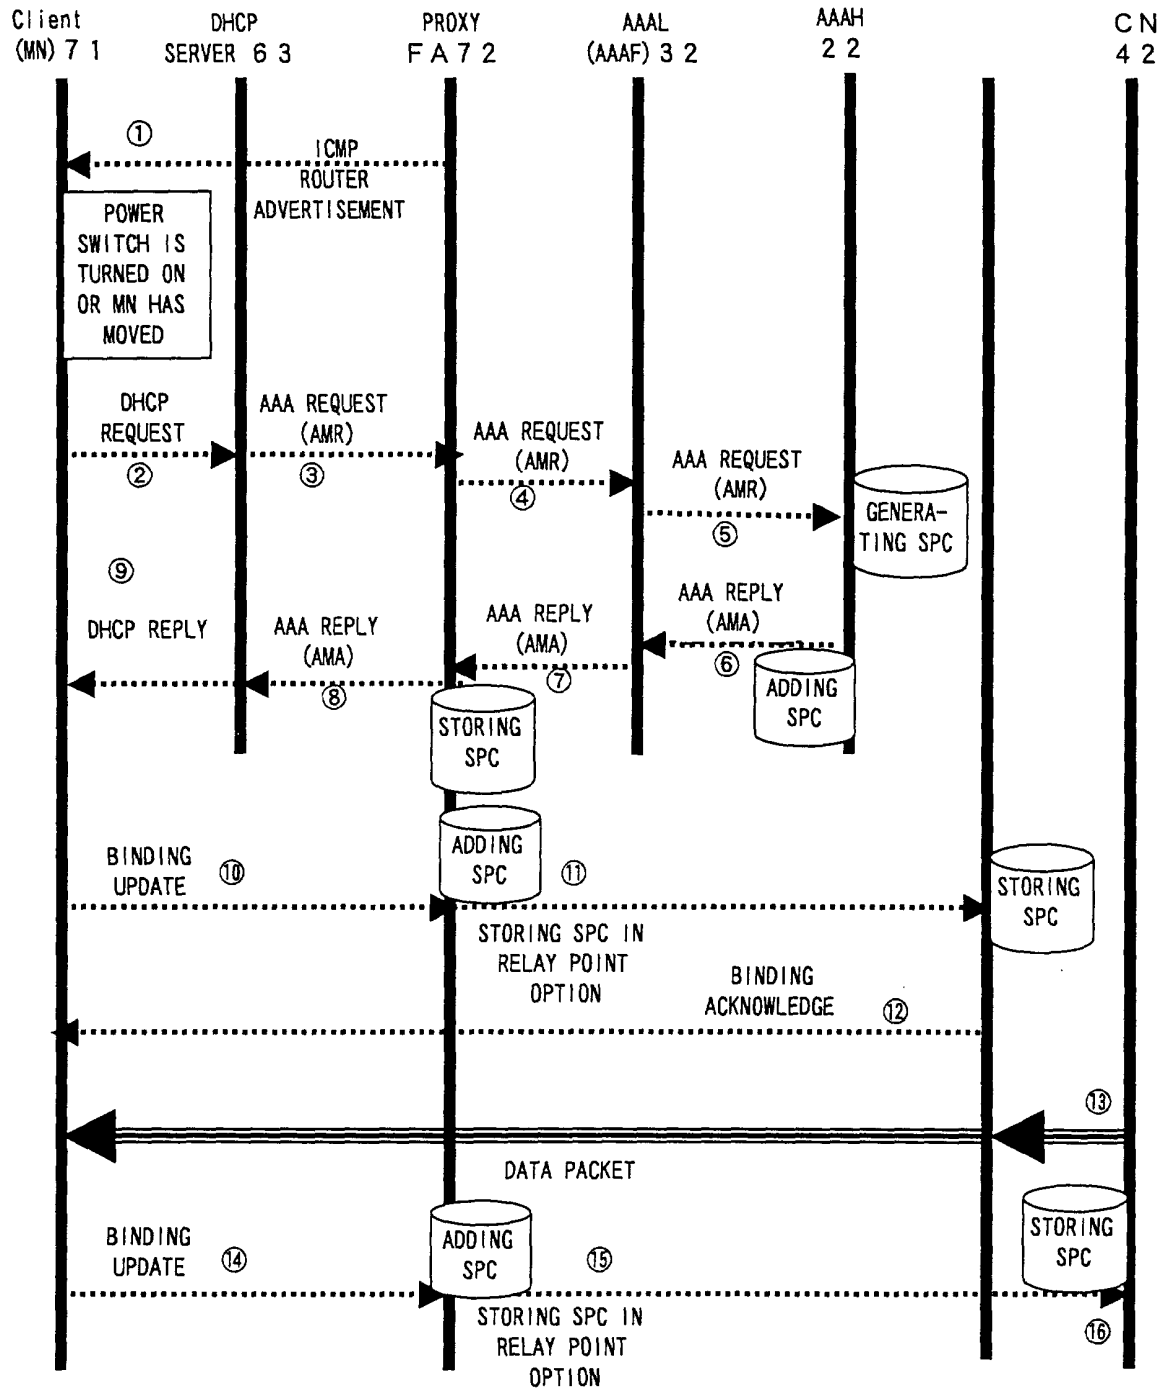 Client
(MN) 7 1
DHCP
SERVER 6 3
PROXY
F A 7 2
AAAL
(AAAF) 3 2
AAAH
2 2
C N
4 2
①
ICMP
ROUTER
ADVERTISEMENT
POWER
SWITCH IS
TURNED ON
OR MN HAS
MOVED
DHCP
REQUEST
②
AAA REQUEST
(AMR)
③
AAA REQUEST
(AMR)
④
AAA REQUEST
(AMR)
⑤
GENERA-
TING SPC
⑨
DHCP REPLY
AAA REPLY
(AMA)
⑧
AAA REPLY
(AMA)
⑦
AAA REPLY
(AMA)
⑥
ADDING
SPC
STORING
SPC
ADDING
SPC
BINDING
UPDATE
⑩
⑪
STORING
SPC
STORING SPC IN
RELAY POINT
OPTION
BINDING
ACKNOWLEDGE
⑫
⑬
DATA PACKET
BINDING
UPDATE
⑭
ADDING
SPC
⑮
STORING
SPC
STORING SPC IN
RELAY POINT
OPTION
⑯